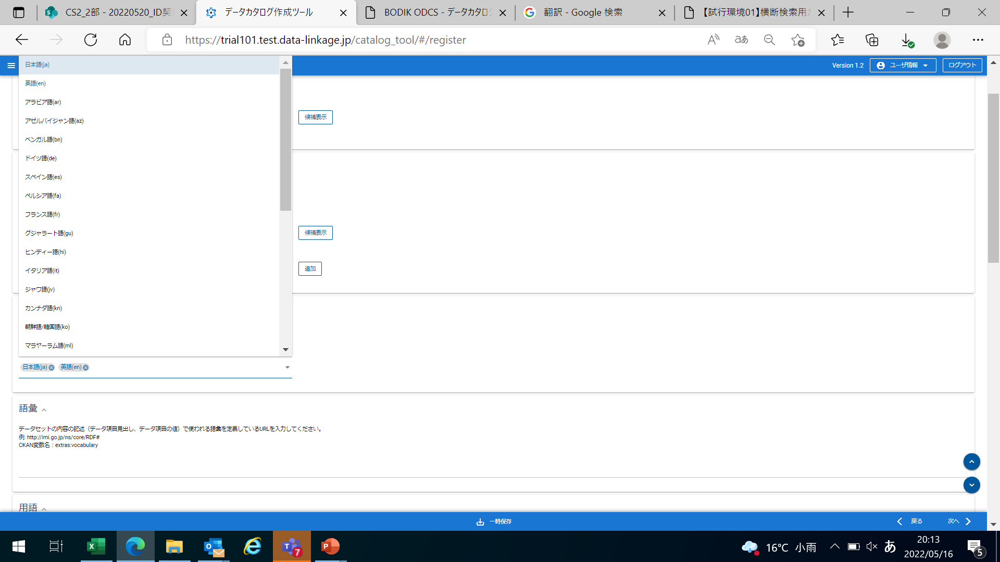 CS2_2部 - 20220520_ID契
データカタログ作成ツール
BODIK ODCS - データカタログ
翻訳 - Google 検索
【試行環境01】横断検索用カ
https://trial101.test.data-linkage.jp/catalog_tool/#/register
Version 1.2
ユーザ情報
ログアウト
日本語(ja)
英語(en)
アラビア語(ar)
アゼルバイジャン語(az)
ベンガル語(bn)
ドイツ語(de)
スペイン語(es)
ペルシア語(fa)
フランス語(fr)
グジャラート語(gu)
ヒンディー語(hi)
イタリア語(it)
ジャワ語(jv)
カンナダ語(kn)
朝鮮語/韓国語(ko)
マラヤーラム語(ml)
候補表示
候補表示
追加
日本語(ja) 英語(en)
語彙
データセットの内容の記述（データ項目見出し、データ項目の値）で使われる語彙を定義しているURLを入力してください。
例: http://imi.go.jp/ns/core/RDF#
CKAN変数名：extras:vocabulary
用語
一時保存
戻る
次へ
7
16°C 小雨
あ
20:13
2022/05/16
5